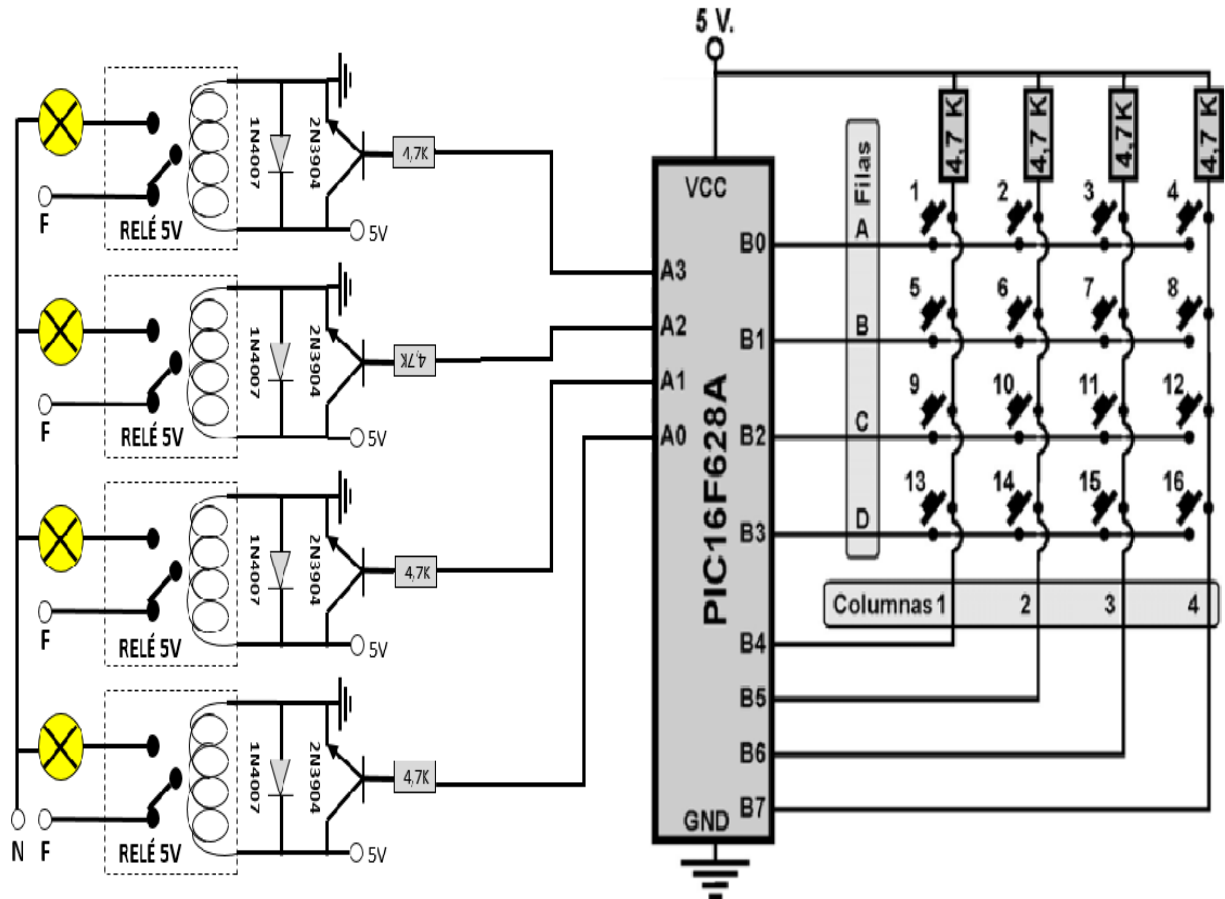 5 V.
4,7 K
4,7 K
4,7K
4,7 K
VCC
PIC16F628A
GND
A3
A2
A1
A0
B0
B1
B2
B3
B4
B5
B6
B7
Filas
A
B
C
D
1 2 3 4
5 6 7 8
9 10 11 12
13 14 15 16
Columnas 1 2 3 4
F
RELÉ 5V
1N4007
2N3904
4,7K
5V
F
RELÉ 5V
1N4007
2N3904
4,7K
5V
F
RELÉ 5V
1N4007
2N3904
4,7K
5V
N F
RELÉ 5V
1N4007
2N3904
4,7K
5V